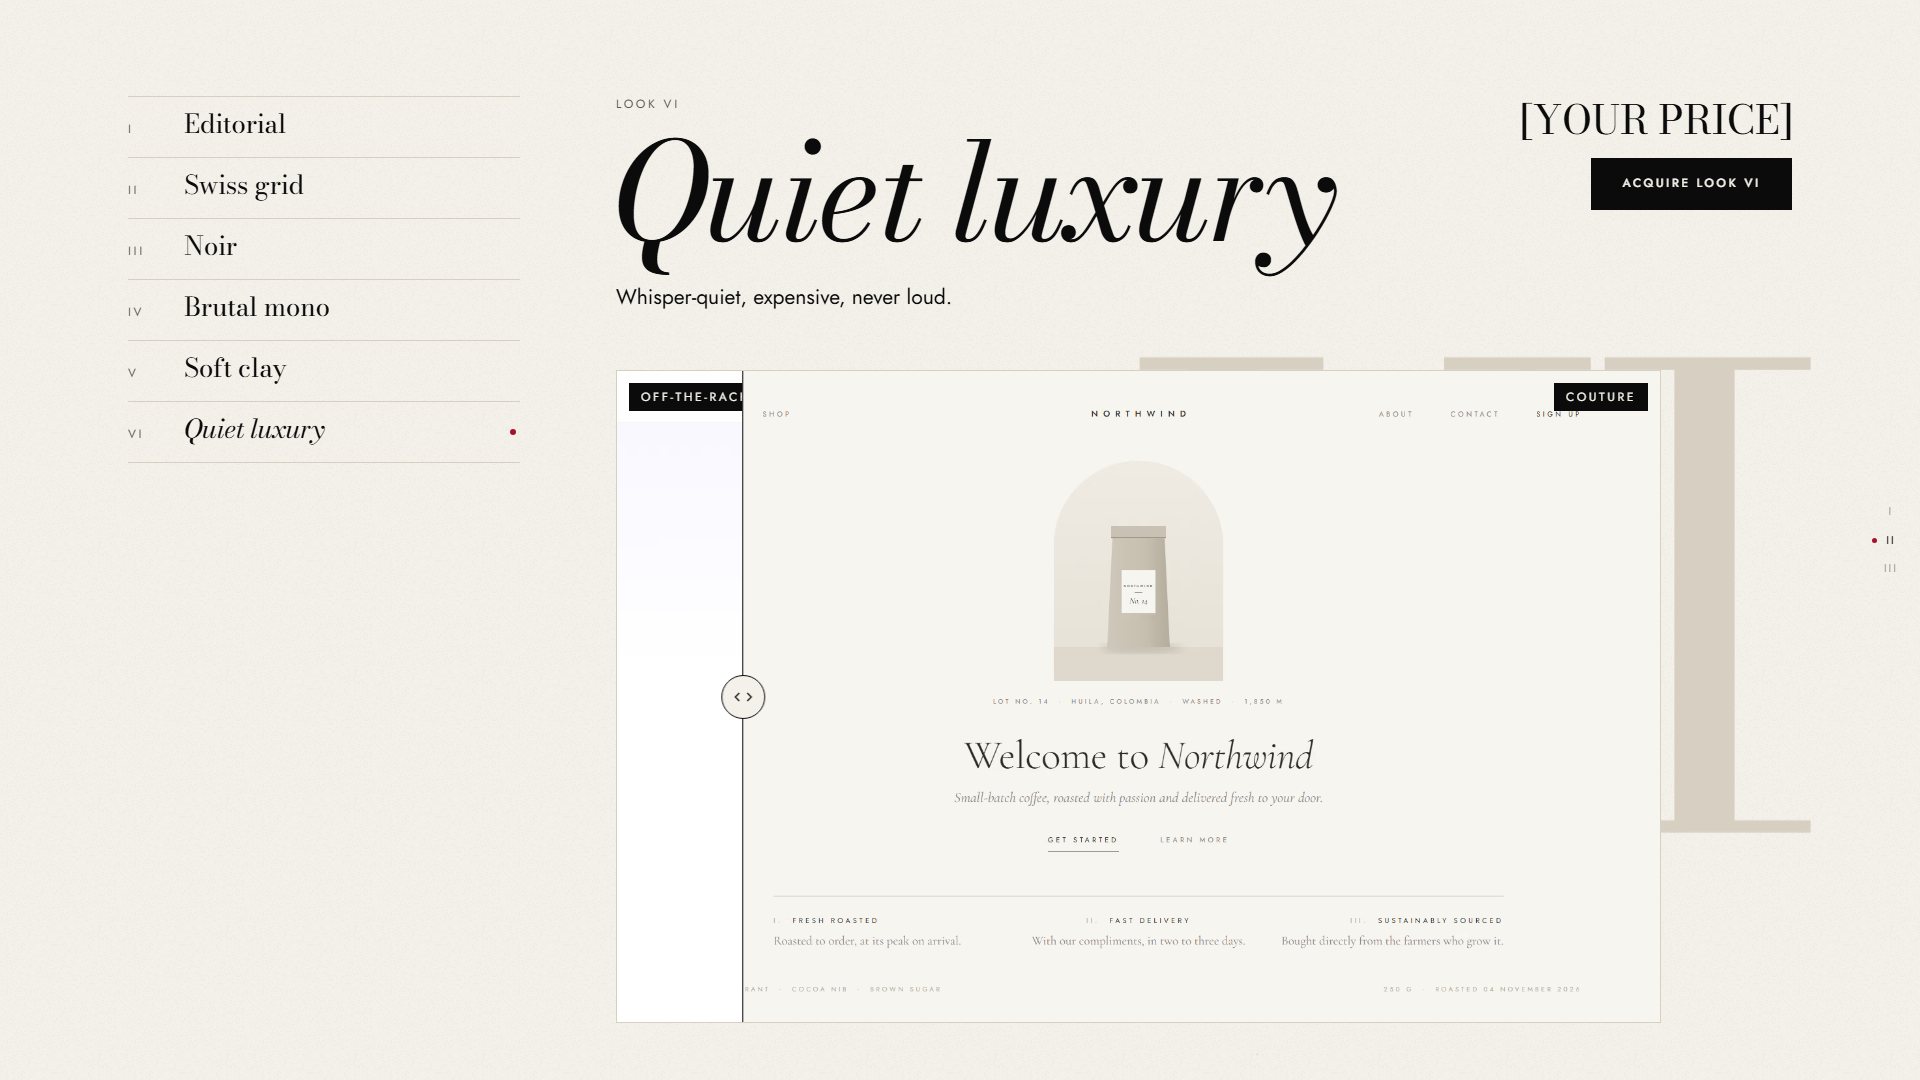 I Editorial
II Swiss grid
III Noir
IV Brutal mono
V Soft clay
VI Quiet luxury
LOOK VI
Quiet luxury
Whisper-quiet, expensive, never loud.
[YOUR PRICE]
ACQUIRE LOOK VI
OFF-THE-RACK
COUTURE
SHOP
NORTHWIND
ABOUT CONTACT SIGN UP
NORTHWIND
No. 14
LOT NO. 14 · HUILA, COLOMBIA · WASHED · 1,850 M
Welcome to Northwind
Small-batch coffee, roasted with passion and delivered fresh to your door.
GET STARTED LEARN MORE
I. FRESH ROASTED
Roasted to order, at its peak on arrival.
II. FAST DELIVERY
With our compliments, in two to three days.
III. SUSTAINABLY SOURCED
Bought directly from the farmers who grow it.
RANT · COCOA NIB · BROWN SUGAR
250 G · ROASTED 04 NOVEMBER 2026
I
II
III